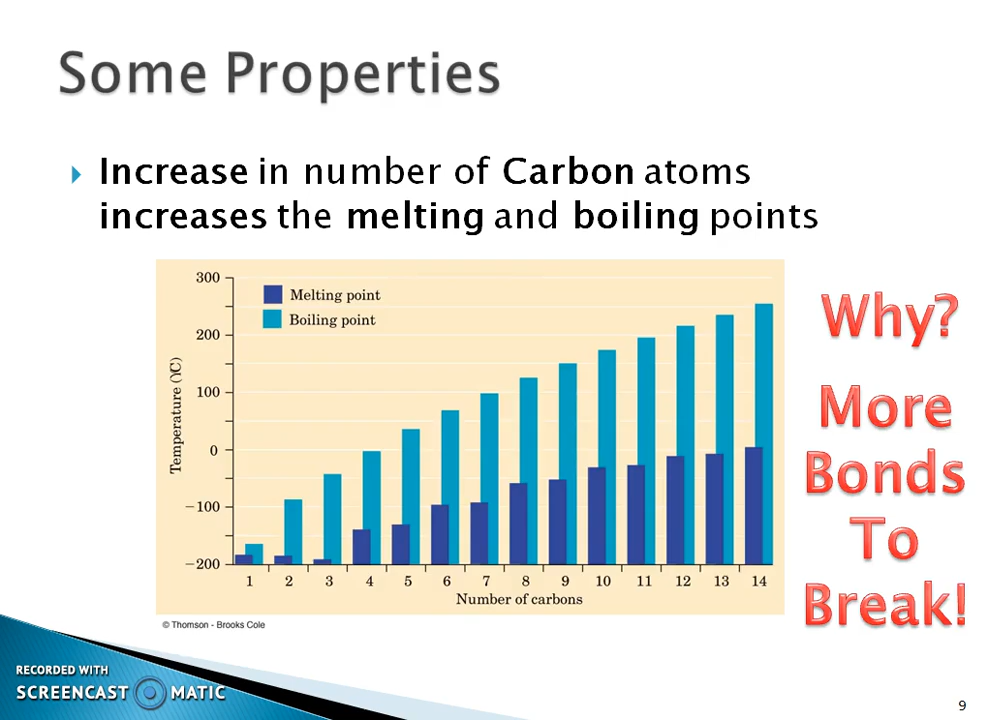 Some Properties
Increase in number of Carbon atoms
increases the melting and boiling points
300
200
100
0
−100
−200
Temperature (ϒC)
Melting point
Boiling point
1 2 3 4 5 6 7 8 9 10 11 12 13 14
Number of carbons
© Thomson - Brooks Cole
Why?
More
Bonds
To
Break!
RECORDED WITH
SCREENCAST MATIC
9